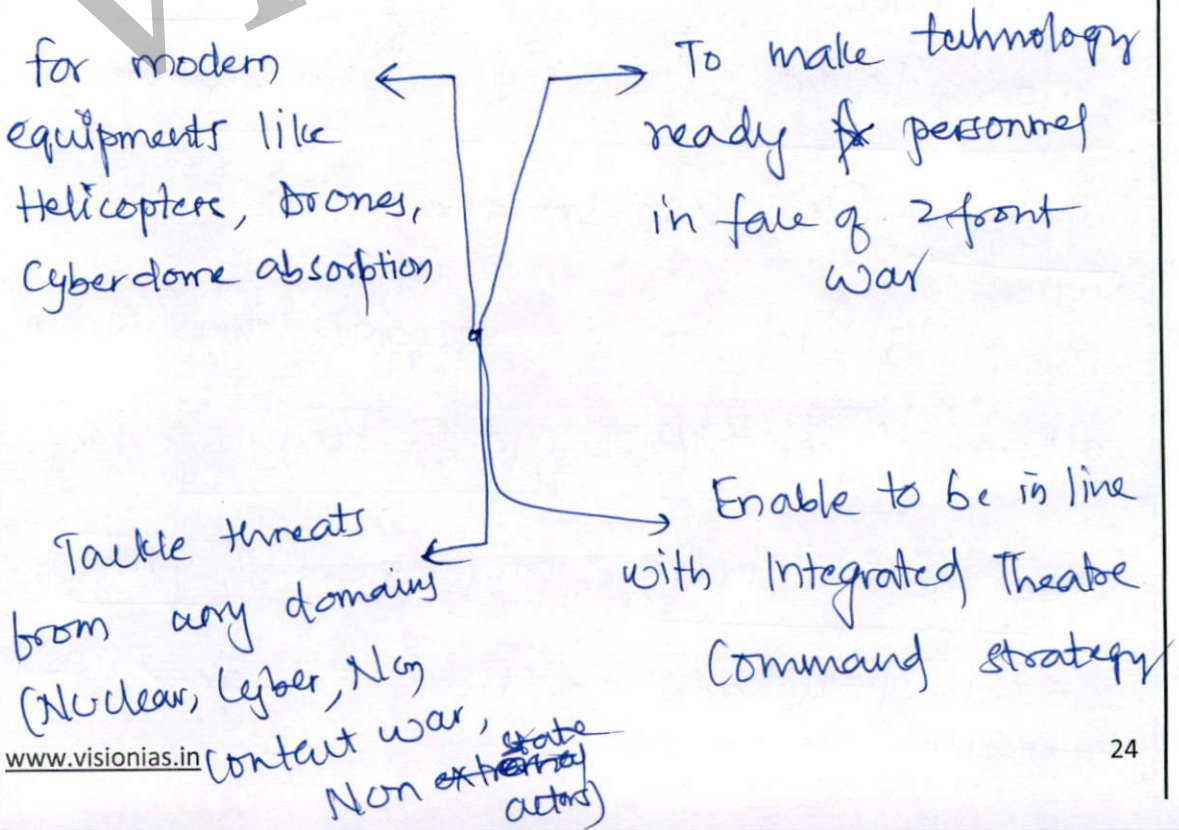 for modern
equipments like
Helicopters, Drones,
Cyberdome absorption
To make technology
ready personnel
in face of 2 front
war
Tackle threats
from any domains
(Nuclear, Cyber, Non
Contact war,
Non state
actors)
Enable to be in line
with Integrated Theatre
Command strategy
www.visionias.in
24